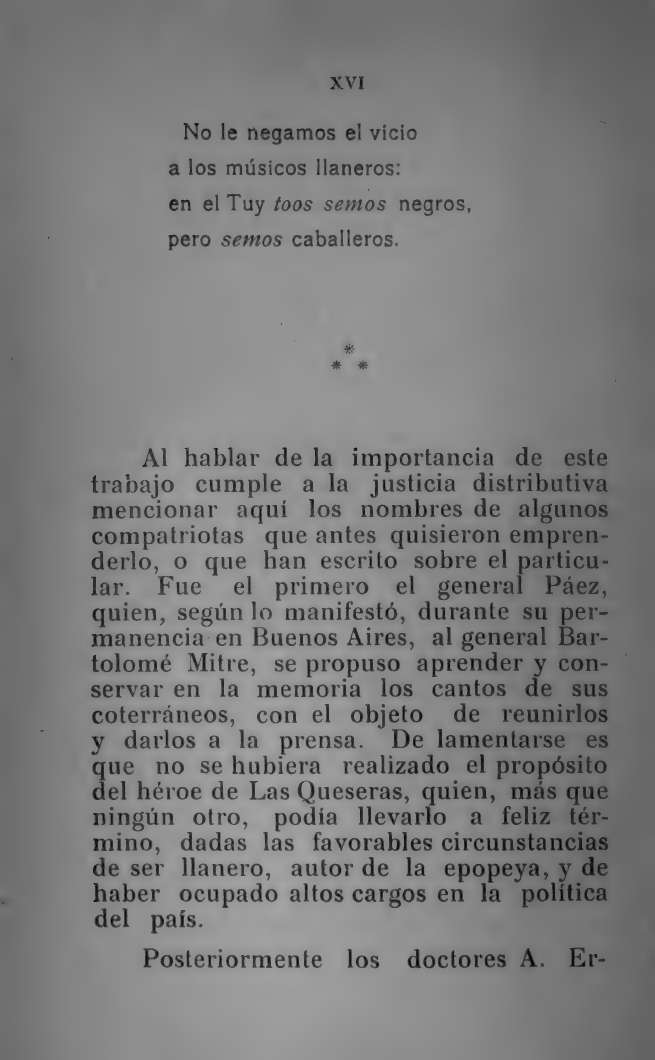 XVI
No le negamos el vicio
a los músicos llaneros:
en el Tuy toos semos negros,
pero semos caballeros.
*
* *
Al hablar de la importancia de este
trabajo cumple a la justicia distributiva
mencionar aquí los nombres de algunos
compatriotas que antes quisieron empren-
derlo, o que han escrito sobre el particu-
lar. Fue el primero el general Páez,
quien, según lo manifestó, durante su per-
manencia en Buenos Aires, al general Bar-
tolomé Mitre, se propuso aprender y con-
servar en la memoria los cantos de sus
coterráneos, con el objeto de reunirlos
y darlos a la prensa. De lamentarse es
que no se hubiera realizado el propósito
del héroe de Las Queseras, quien, más que
ningún otro, podía llevarlo a feliz tér-
mino, dadas las favorables circunstancias
de ser llanero, autor de la epopeya, y de
haber ocupado altos cargos en la política
del país.
Posteriormente los doctores A. Er-